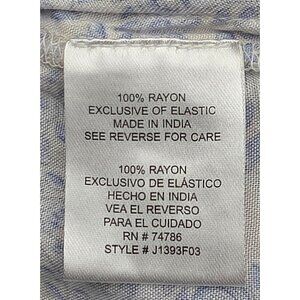 100% RAYON
EXCLUSIVE OF ELASTIC
MADE IN INDIA
SEE REVERSE FOR CARE
100% RAYON
EXCLUSIVO DE ELÁSTICO
HECHO EN INDIA
VEA EL REVERSO
PARA EL CUIDADO
RN # 74786
STYLE # J1393F03